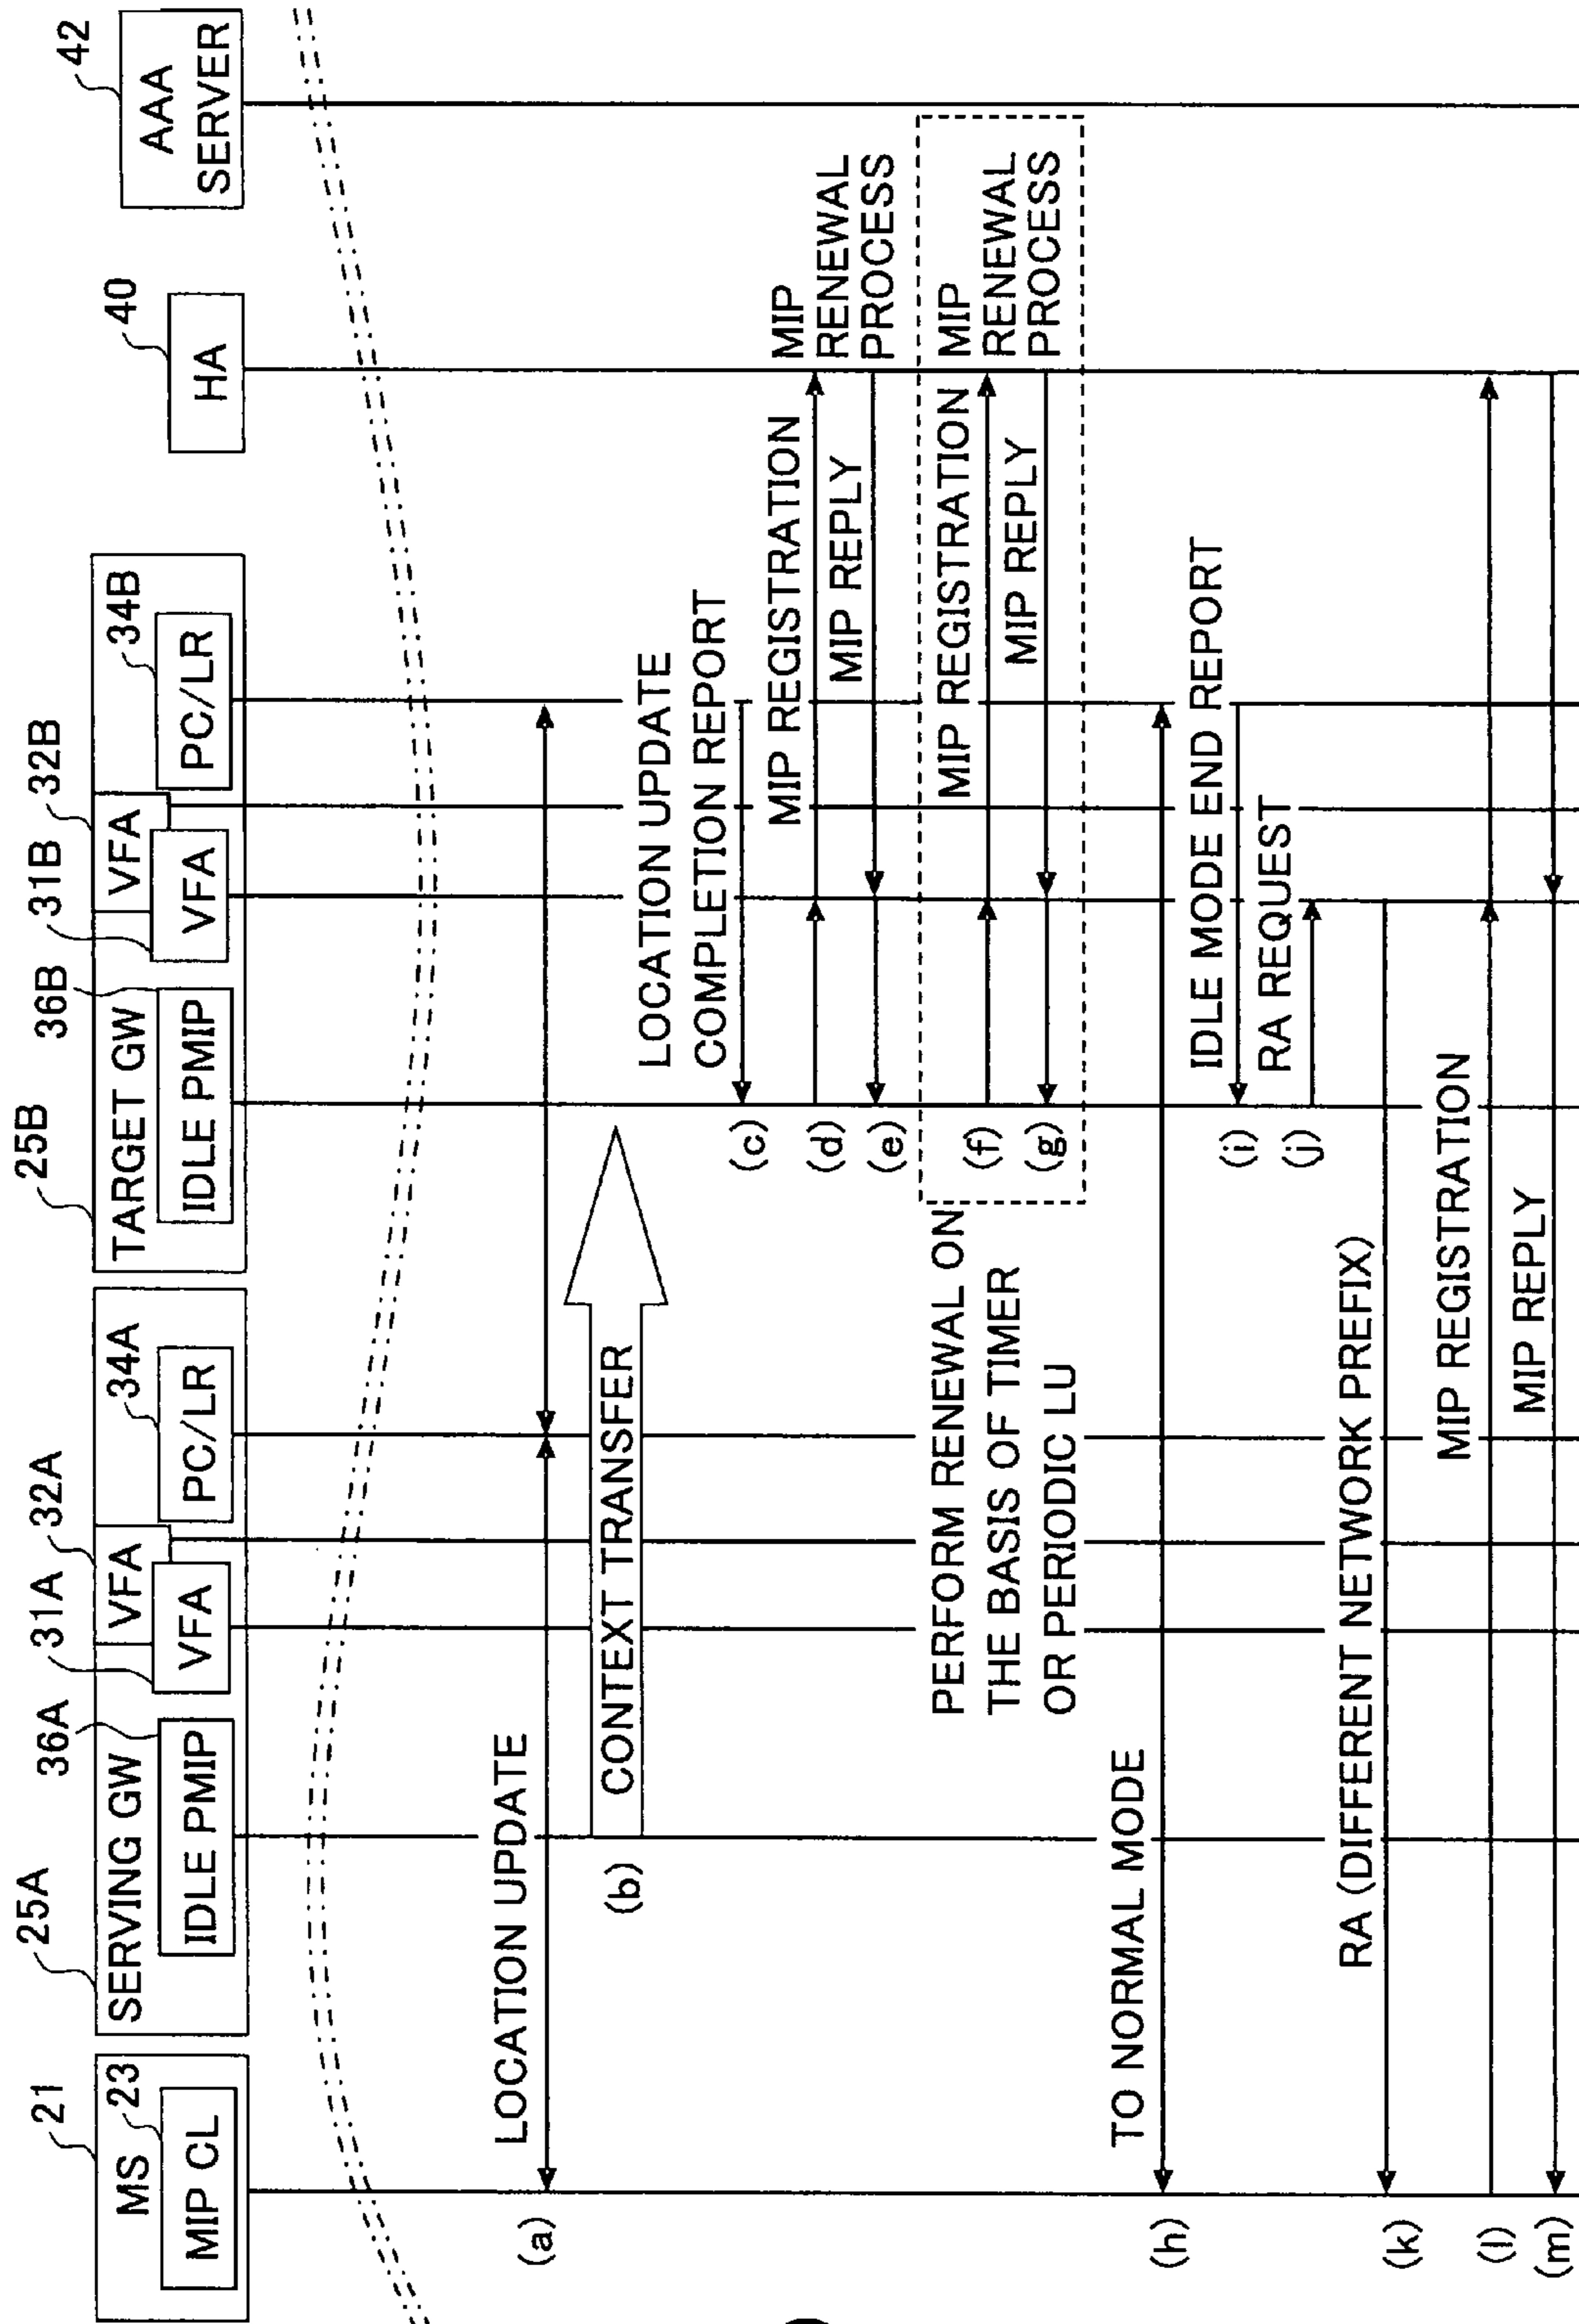 21
MS
23
MIP CL
25A
SERVING GW
36A
IDLE PMIP
31A
32A
VFA
VFA
34A
PC/LR
25B
TARGET GW
36B
IDLE PMIP
31B
32B
VFA
VFA
34B
PC/LR
40
HA
42
AAA
SERVER
(a)
LOCATION UPDATE
(b)
CONTEXT TRANSFER
LOCATION UPDATE
COMPLETION REPORT
(c)
MIP REGISTRATION
(d)
MIP REPLY
(e)
MIP
RENEWAL
PROCESS
PERFORM RENEWAL ON
THE BASIS OF TIMER
OR PERIODIC LU
MIP REGISTRATION
(f)
MIP REPLY
(g)
MIP
RENEWAL
PROCESS
TO NORMAL MODE
(h)
IDLE MODE END REPORT
(i)
RA REQUEST
(j)
RA (DIFFERENT NETWORK PREFIX)
(k)
MIP REGISTRATION
(l)
MIP REPLY
(m)